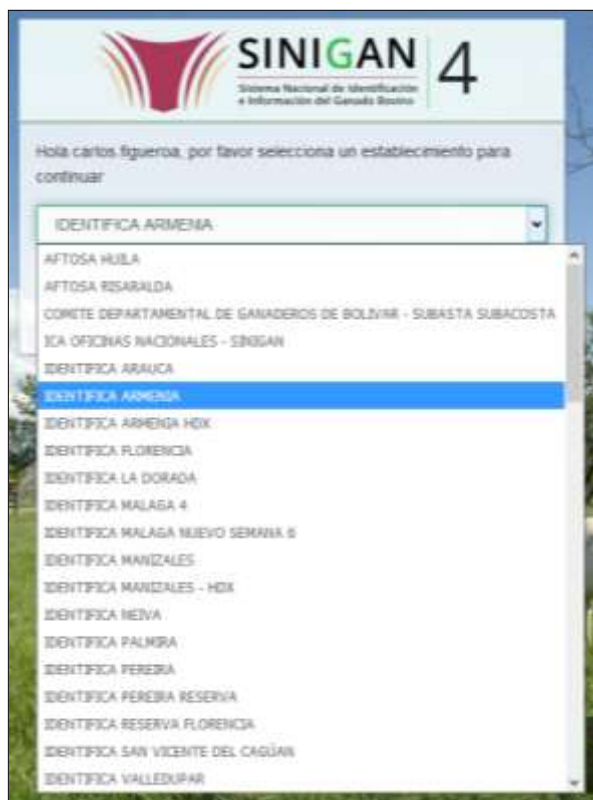 SINIGAN 4
Sistema Nacional de Identificación
e Información del Ganado Bovino
Hola carlos figueroa, por favor selecciona un establecimiento para
continuar
IDENTIFICA ARMENIA
AFTOSA HUILA
AFTOSA RISARALDA
COMITE DEPARTAMENTAL DE GANADEROS DE BOLIVAR - SUBASTA SUBACOSTA
ICA OFICINAS NACIONALES - SINIGAN
IDENTIFICA ARAUCA
IDENTIFICA ARMENIA
IDENTIFICA ARMENIA HDX
IDENTIFICA FLORENCIA
IDENTIFICA LA DORADA
IDENTIFICA MALAGA 4
IDENTIFICA MALAGA NUEVO SEMANA 6
IDENTIFICA MANIZALES
IDENTIFICA MANIZALES - HDX
IDENTIFICA NEIVA
IDENTIFICA PALMIRA
IDENTIFICA PEREIRA
IDENTIFICA PEREIRA RESERVA
IDENTIFICA RESERVA FLORENCIA
IDENTIFICA SAN VICENTE DEL CAGÚAN
IDENTIFICA VALLEDUPAR